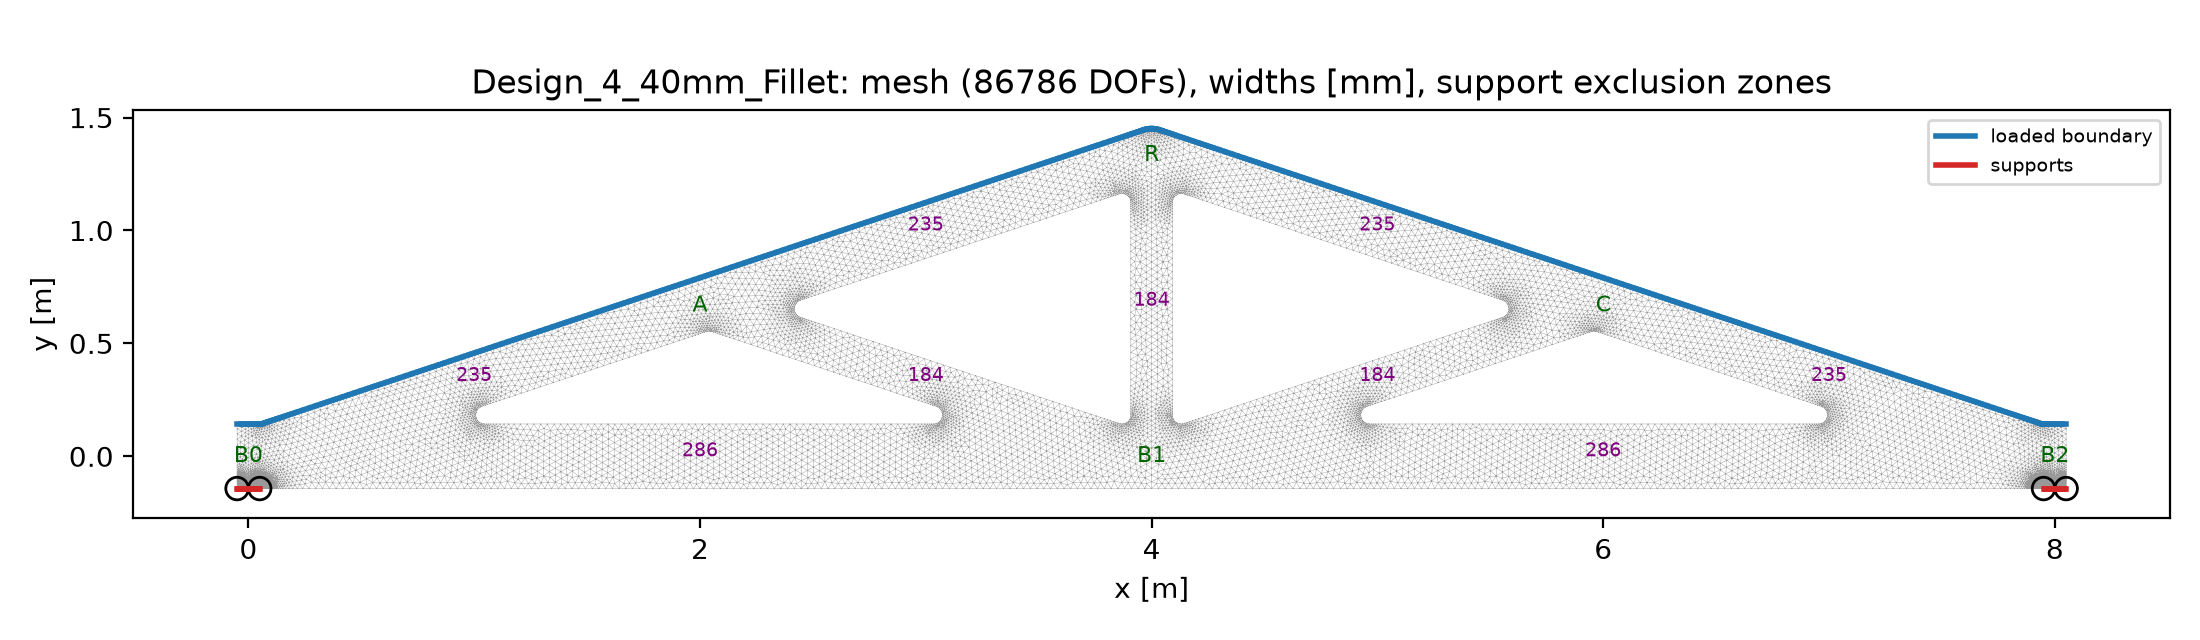 Design_4_40mm_Fillet: mesh (86786 DOFs), widths [mm], support exclusion zones
1.5
1.0
0.5
0.0
y [m]
loaded boundary
supports
R
235
235
184
A
C
235
184
184
235
286
286
B0
B1
B2
0
2
4
6
8
x [m]